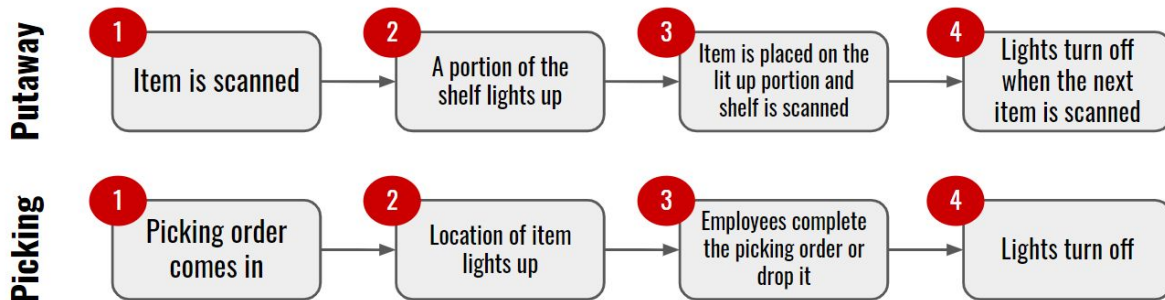 Putaway
1
Item is scanned
2
A portion of the
shelf lights up
3
Item is placed on the
lit up portion and
shelf is scanned
4
Lights turn off
when the next
item is scanned
Picking
1
Picking order
comes in
2
Location of item
lights up
3
Employees complete
the picking order or
drop it
4
Lights turn off